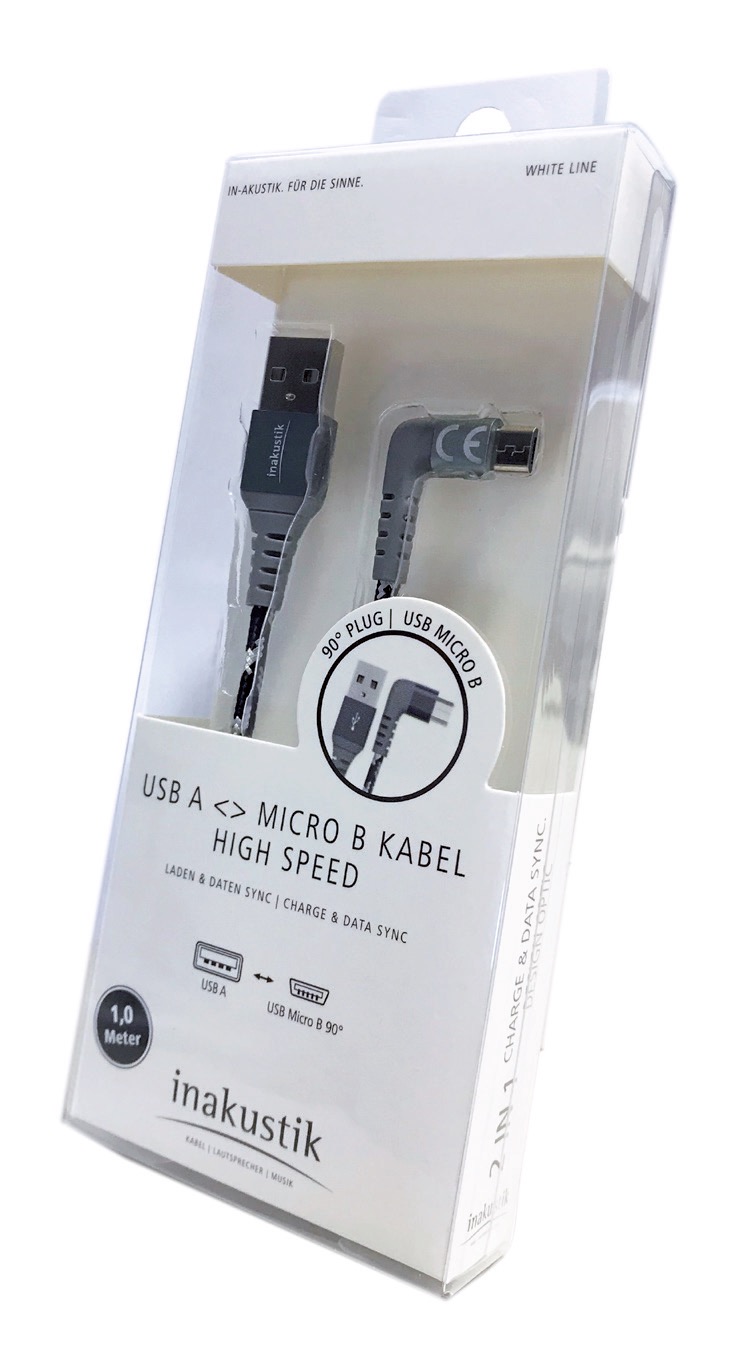 IN-AKUSTIK. FÜR DIE SINNE.
WHITE LINE
inakustik
CE
90° PLUG | USB MICRO B
USB A <> MICRO B KABEL
HIGH SPEED
LADEN & DATEN SYNC | CHARGE & DATA SYNC
USB A
USB Micro B 90°
1,0
Meter
inakustik
KABEL | LAUTSPRECHER | MUSIK
2 IN 1 CHARGE & DATA SYNC.
DESIGN OPTIC
inakustik